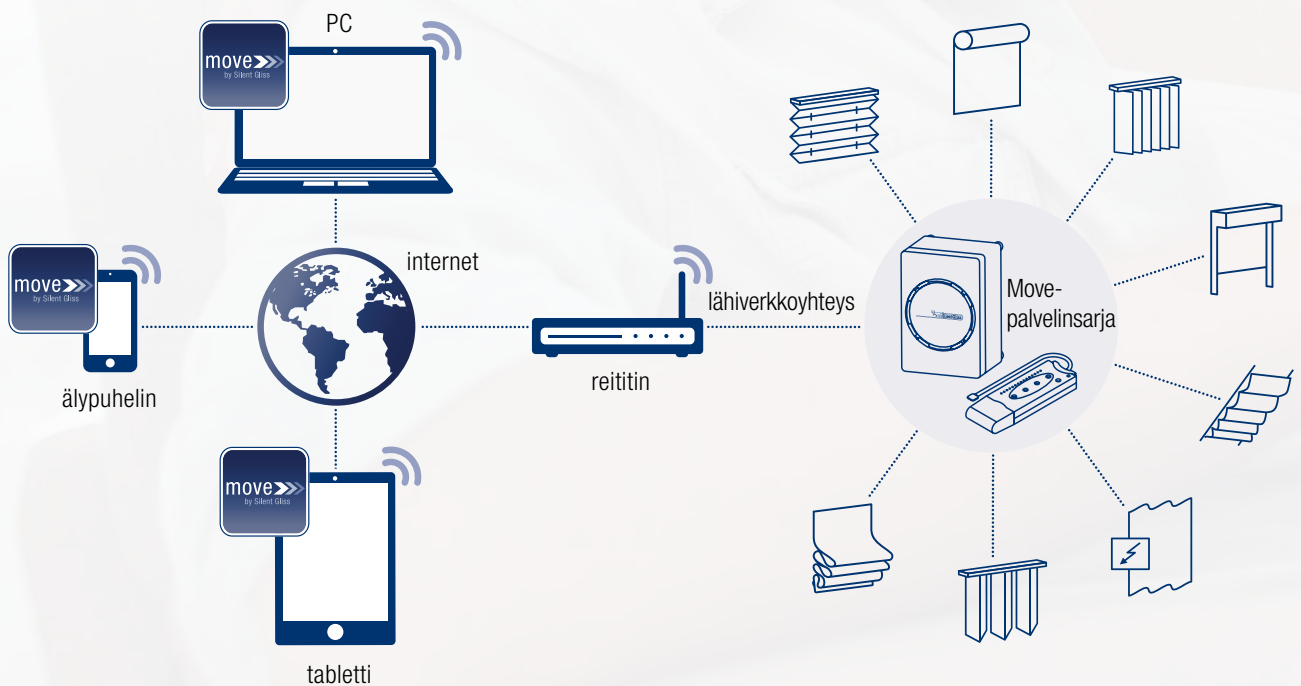 PC
move
by Silent Gliss
internet
move
by Silent Gliss
älypuhelin
lähiverkkoyhteys
reititin
Move-
palvelinsarja
move
by Silent Gliss
tabletti